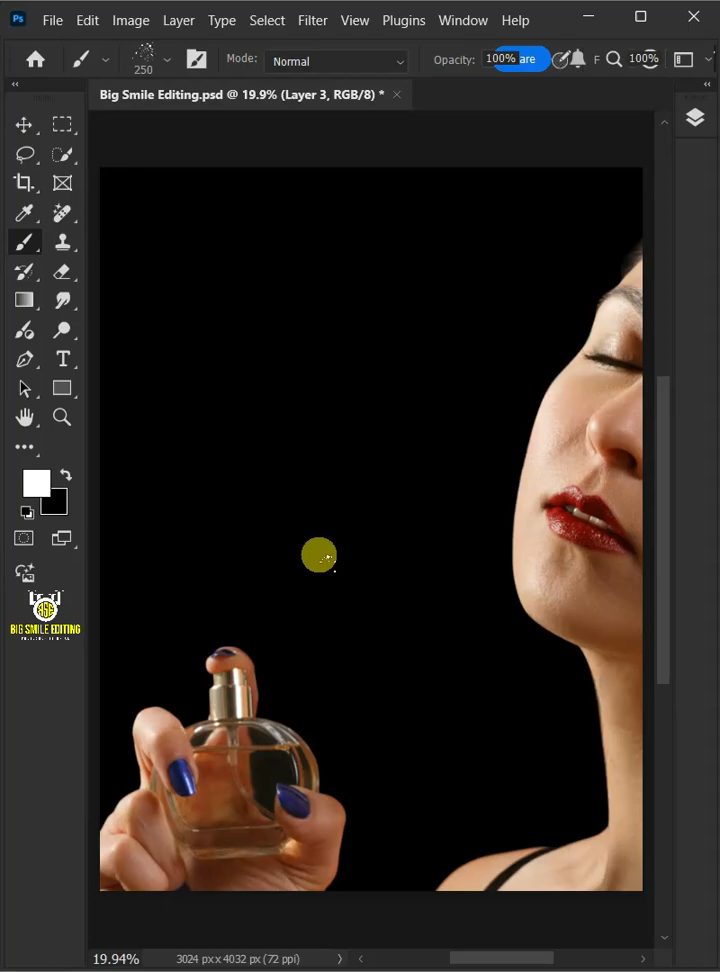 Ps File Edit Image Layer Type Select Filter View Plugins Window Help
250 Mode: Normal Opacity: 100% are F 100%
Big Smile Editing.psd @ 19.9% (Layer 3, RGB/8) *
BIG SMILE EDITING
19.94% 3024 px x 4032 px (72 ppi)